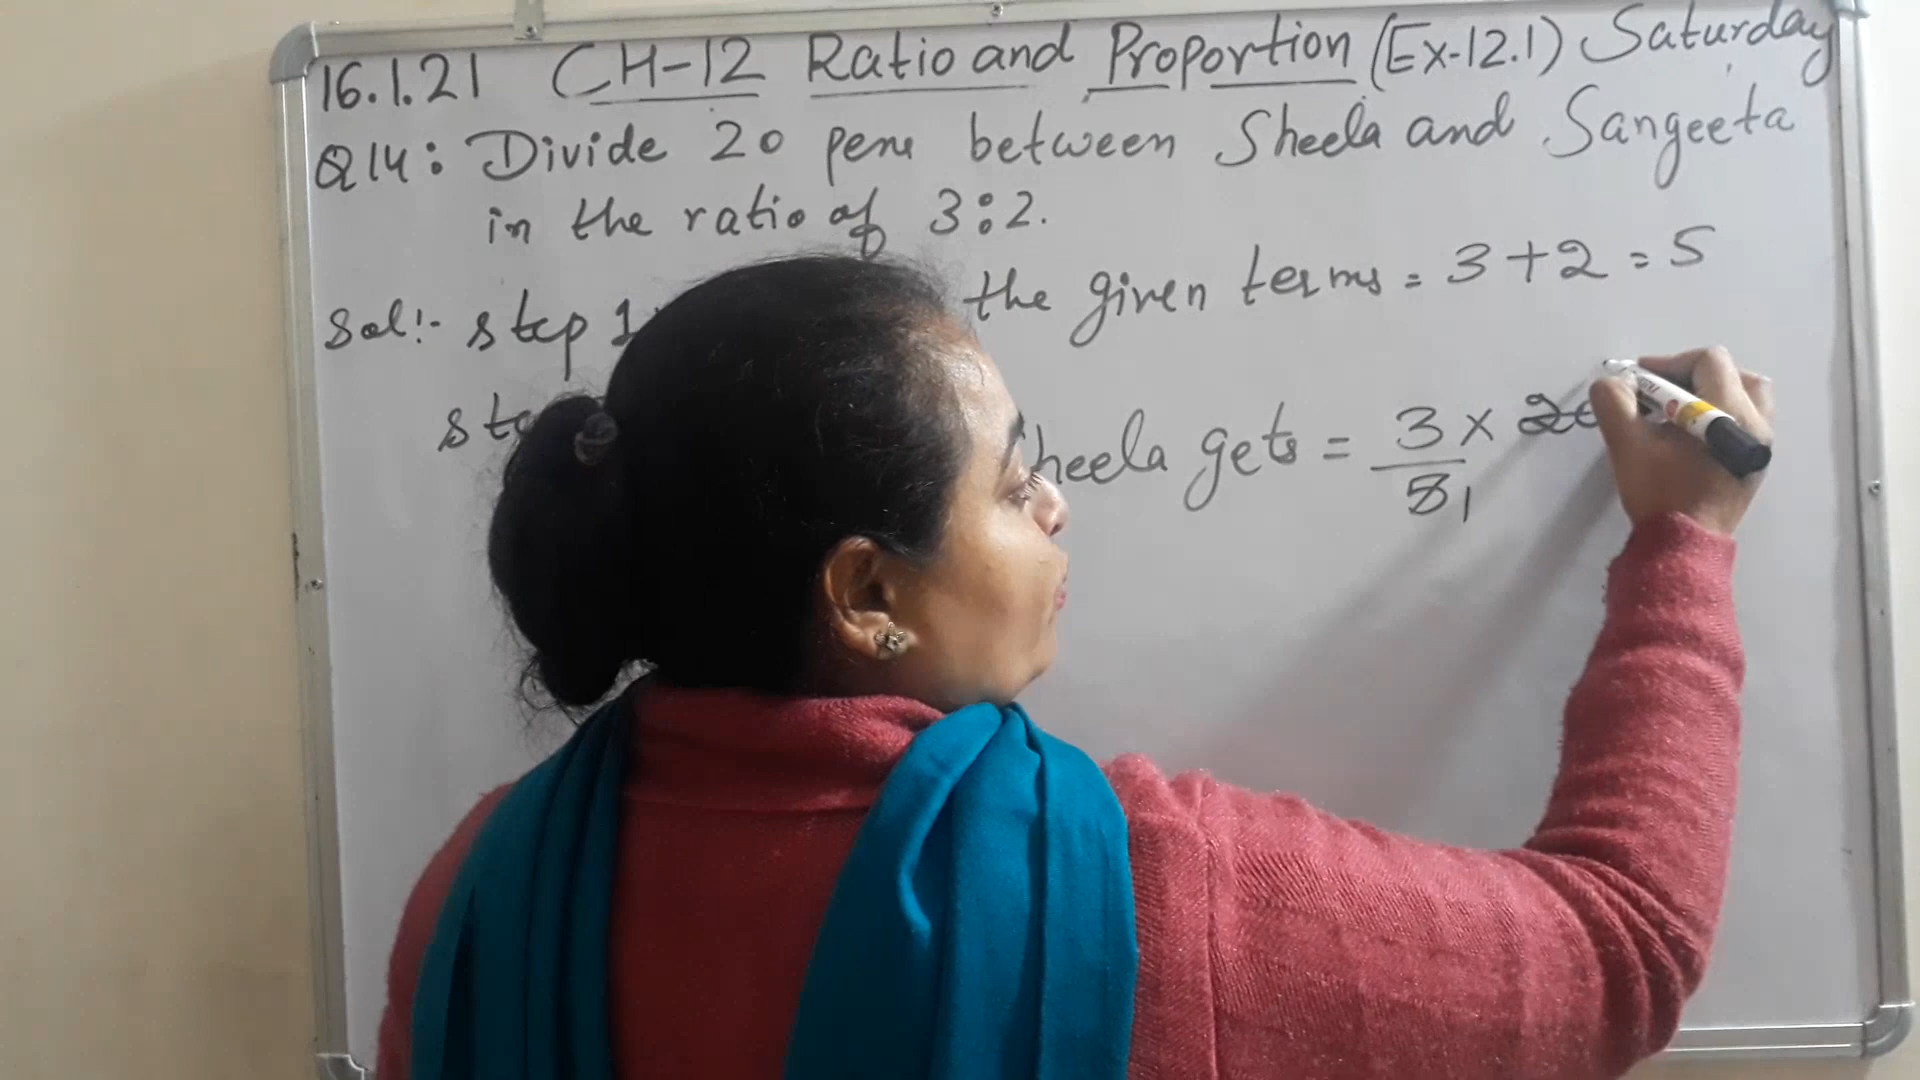 16.1.21 CH-12 Ratio and Proportion (Ex-12.1) Saturday
Q14: Divide 20 pens between Sheela and Sangeeta
in the ratio of 3:2.
Sol:- step 1 the given terms = 3+2 = 5
heela gets = 3/5 × 20
1